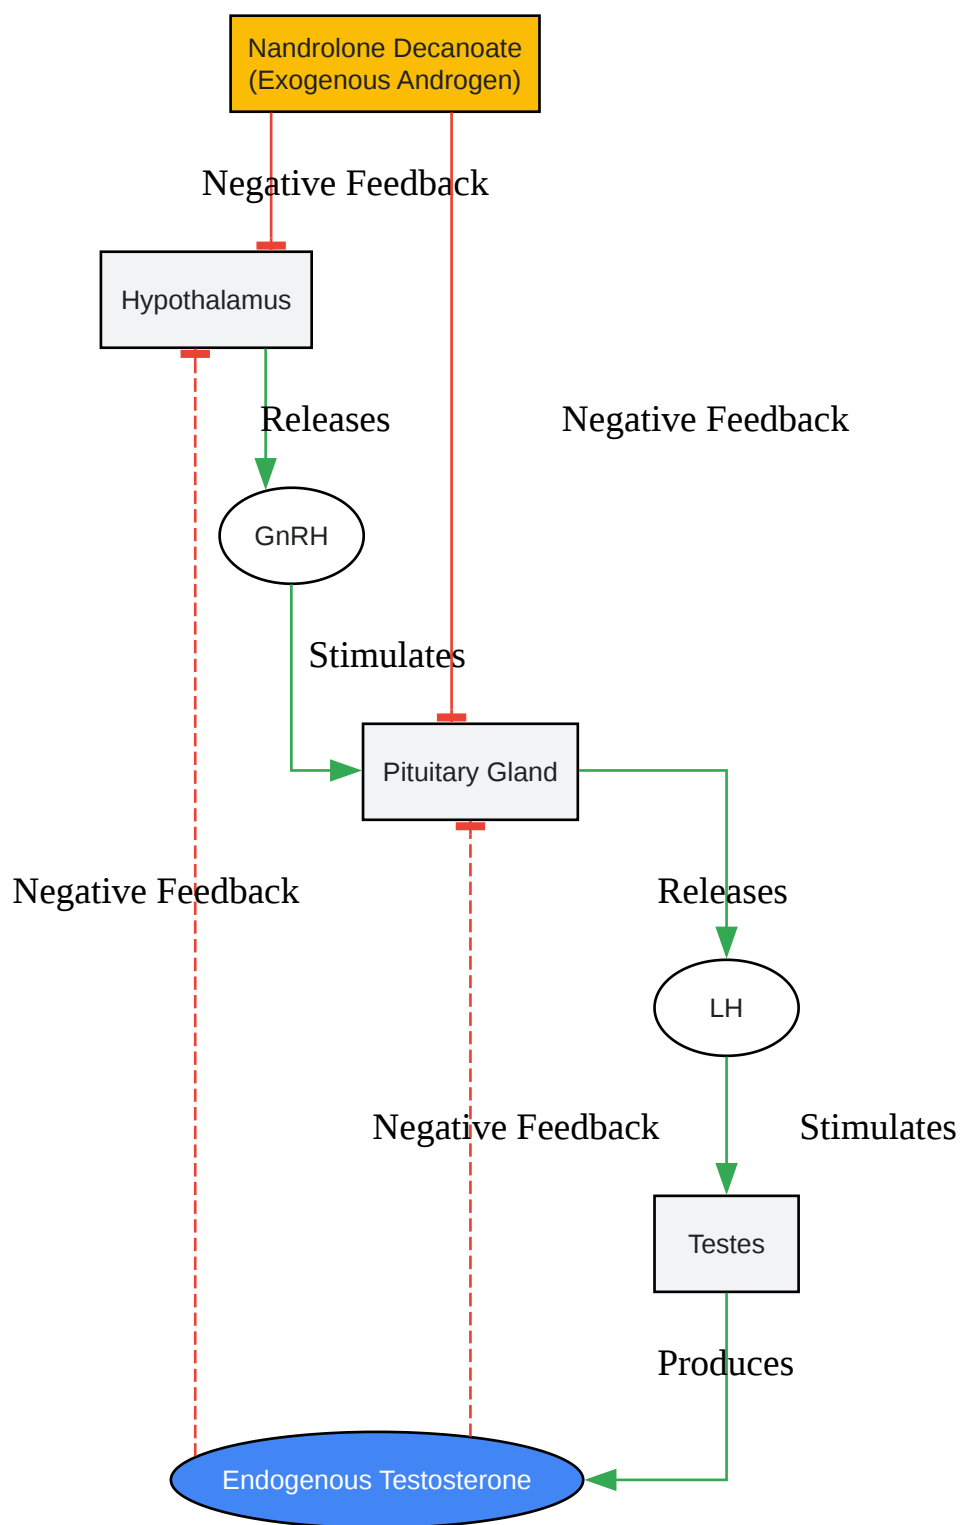 Nandrolone Decanoate
(Exogenous Androgen)
Negative Feedback
Hypothalamus
Releases
Negative Feedback
GnRH
Stimulates
Pituitary Gland
Negative Feedback
Releases
LH
Negative Feedback
Stimulates
Testes
Produces
Endogenous Testosterone